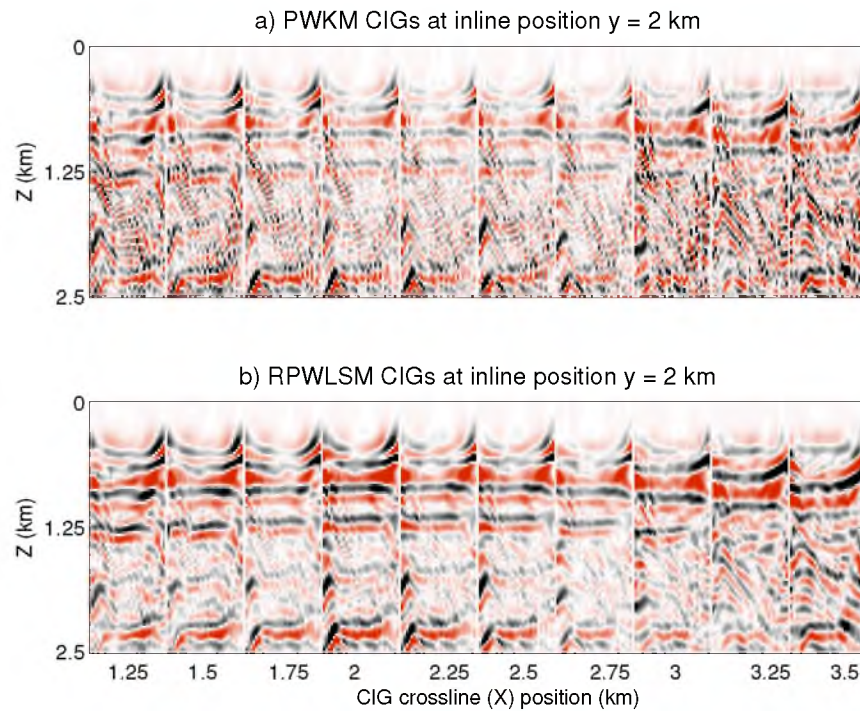 a) PWKM CIGs at inline position y = 2 km
0
1.25
2.5
Z (km)
b) RPWLSM CIGs at inline position y = 2 km
0
1.25
2.5
Z (km)
1.25 1.5 1.75 2 2.25 2.5 2.75 3 3.25 3.5
CIG crossline (X) position (km)